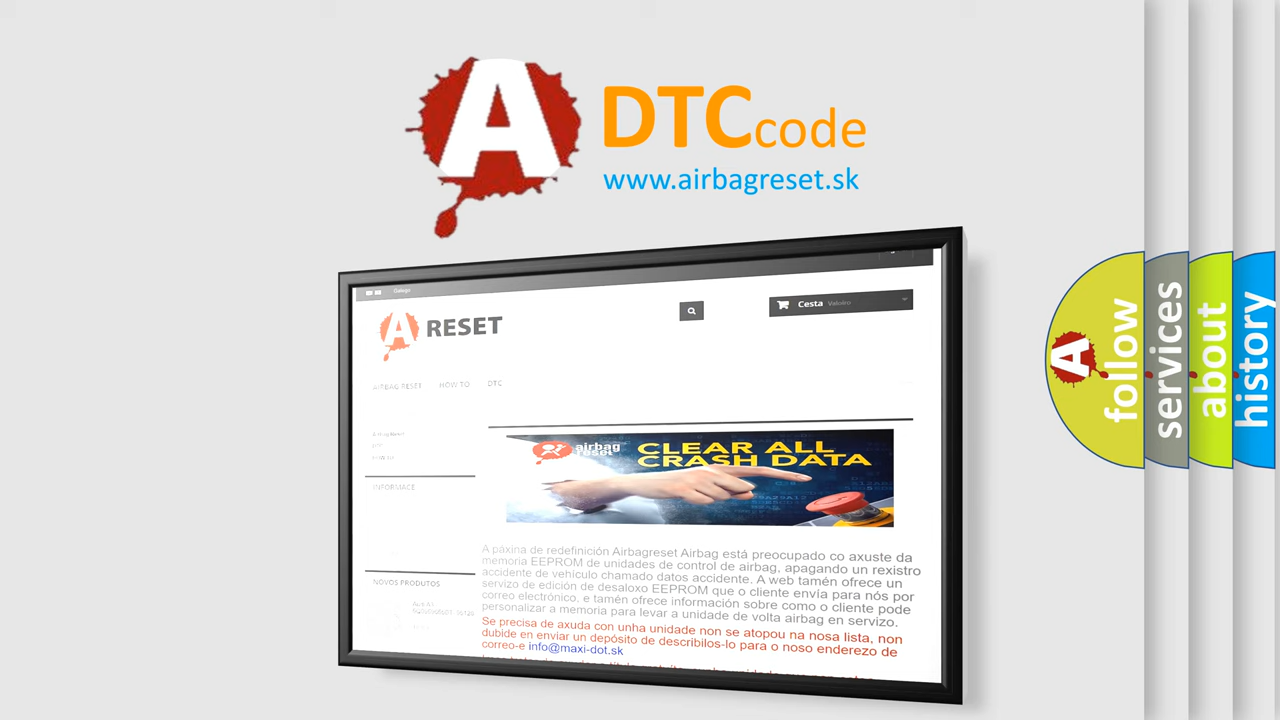 A
DTC code
www.airbagreset.sk
Galego
A RESET
Cesta Valeiro
AIRBAG RESET HOW TO DTC
INFORMACE
airbag reset
CLEAR ALL
CRASH DATA
A páxina de redefinición Airbagreset Airbag está preocupado co axuste da
memoria EEPROM de unidades de control de airbag, apagando un rexistro
accidente de vehículo chamado datos accidente. A web tamén ofrece un
servizo de edición de desaloxo EEPROM que o cliente envía para nós por
correo electrónico. e tamén ofrece información sobre como o cliente pode
personalizar a memoria para levar a unidade de volta airbag en servizo.
Se precisa de axuda con unha unidade non se atopou na nosa lista, non
dubide en enviar un depósito de describilos-lo para o noso enderezo de
correo-e info@maxi-dot.sk
NOVOS PRODUTOS
A
follow
services
about
history